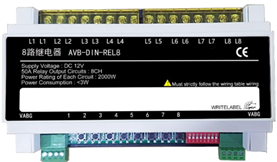 L1 L1 L2 L2 L3 L3 L4 L4 L5 L5 L6 L6 L7 L7 L8 L8
8路继电器 AVB-DIN-REL8
Supply Voltage : DC 12V
50A Relay Output Circuits : 8CH
Power Rating of Each Circuit : 2000W
Power Consumption : <3W
Must strictly follow the wiring table wiring
WRITELABEL
VABG 1 2 3 4 5 6 7 8 VABG